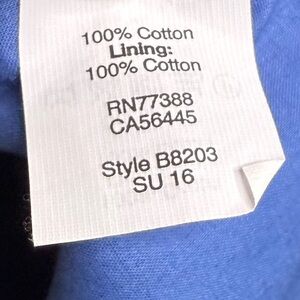 100% Cotton
Lining:
100% Cotton
RN77388
CA56445
Style B8203
SU 16